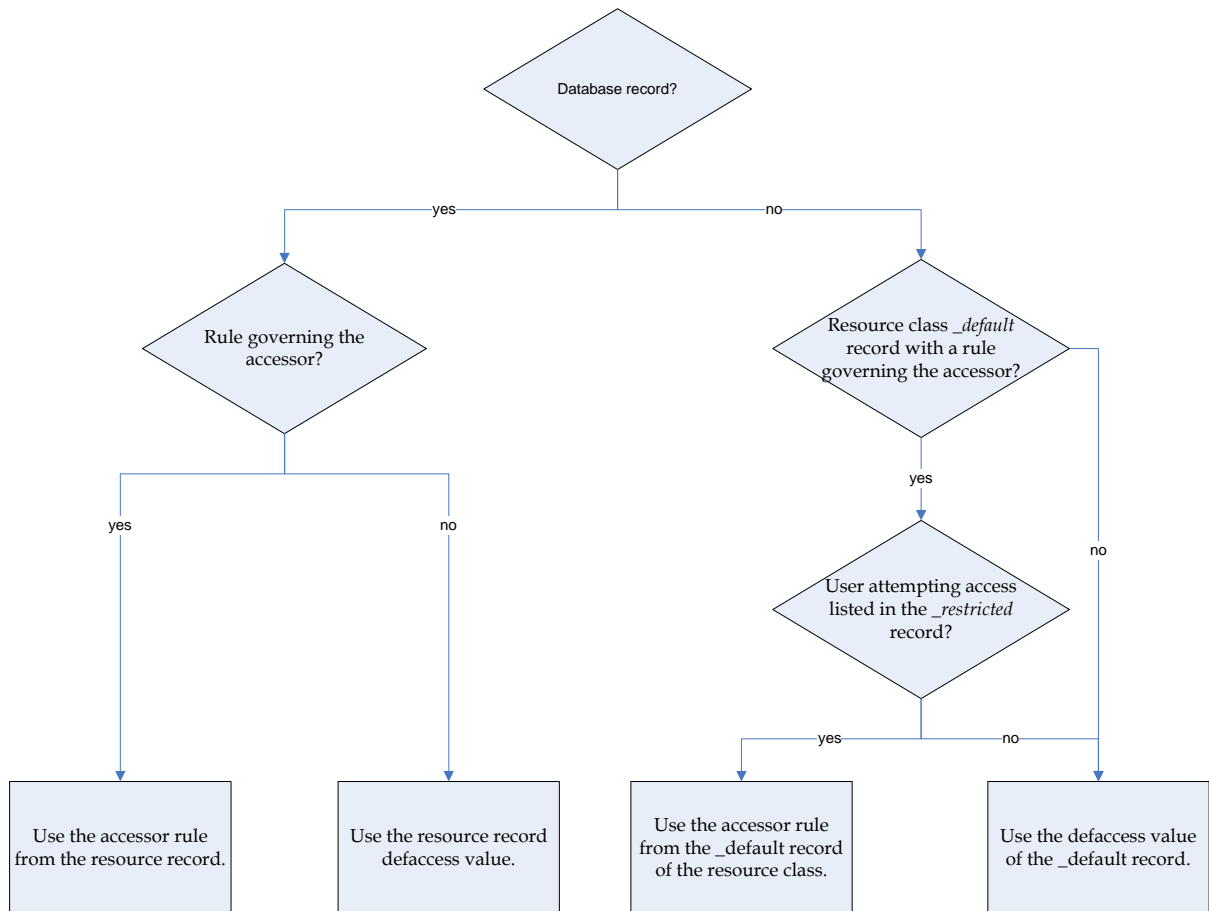 Database record?
yes
no
Rule governing the
accessor?
Resource class _default
record with a rule
governing the accessor?
yes
yes
no
no
User attempting access
listed in the _restricted
record?
yes
no
Use the accessor rule
from the resource record.
Use the resource record
defaccess value.
Use the accessor rule
from the _default record
of the resource class.
Use the defaccess value
of the _default record.